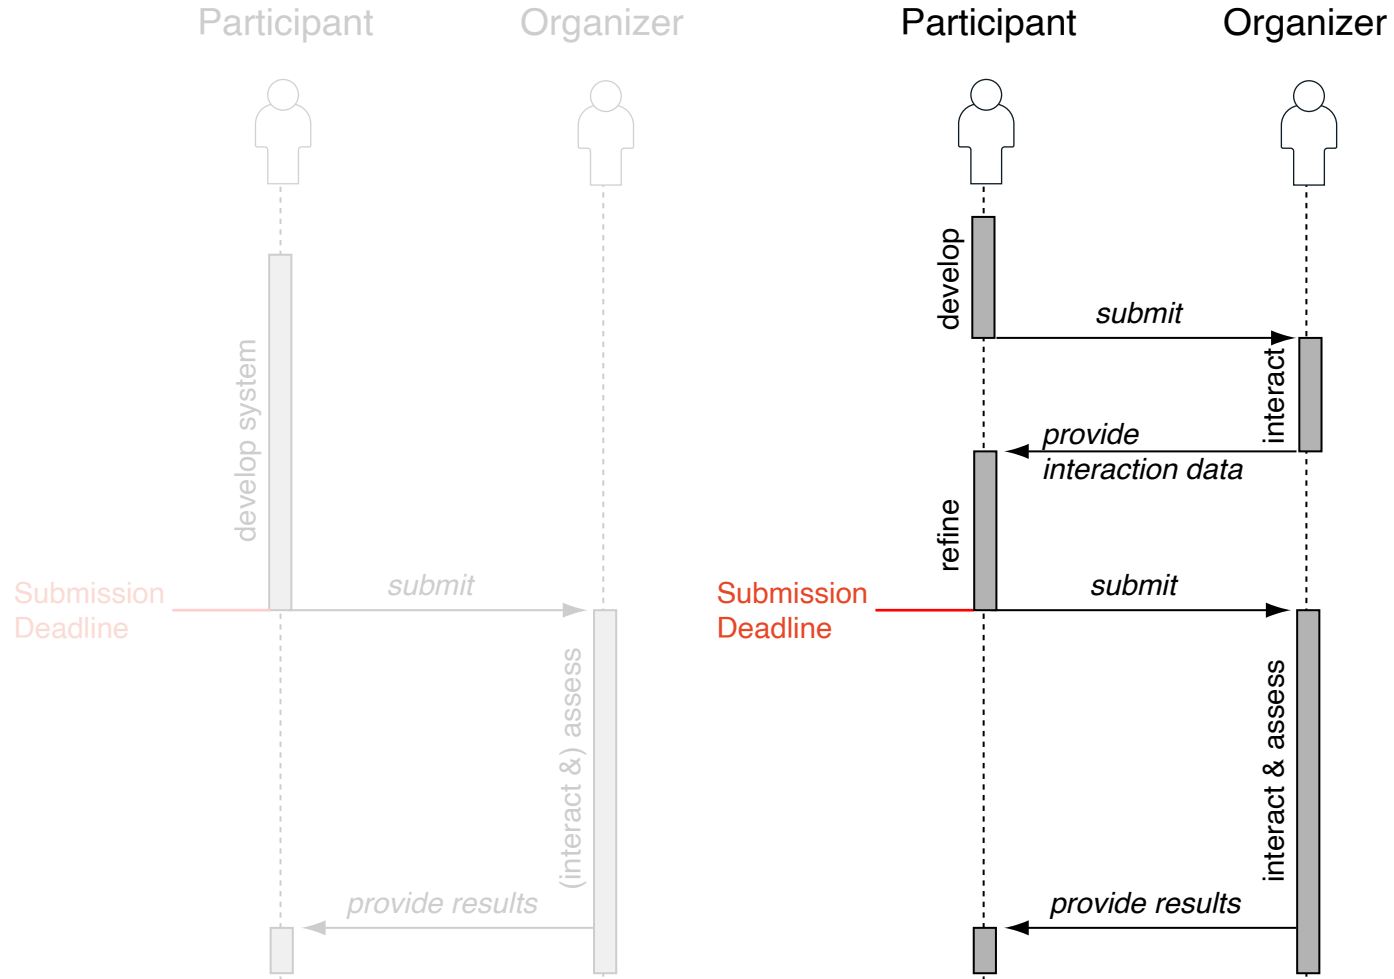 Participant
Organizer
develop system
submit
Submission
Deadline
(interact &) assess
provide results
Participant
Organizer
develop
submit
interact
provide
interaction data
refine
submit
Submission
Deadline
interact & assess
provide results